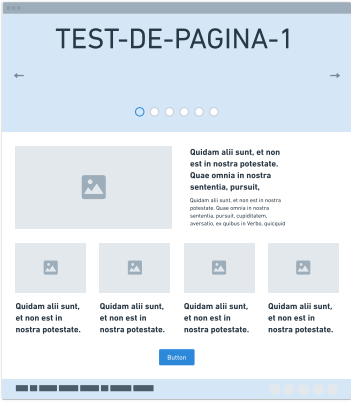 TEST-DE-PAGINA-1
Quidam alii sunt, et non
est in nostra potestate.
Quae omnia in nostra
sententia, pursuit,
Quidam alii sunt, et non est in nostra
potestate. Quae omnia in nostra
sententia, pursuit, cupiditatem,
aversatio, ex quibus in Verbo, quicquid
Quidam alii sunt,
et non est in
nostra potestate.
Quidam alii sunt,
et non est in
nostra potestate.
Quidam alii sunt,
et non est in
nostra potestate.
Quidam alii sunt,
et non est in
nostra potestate.
Button